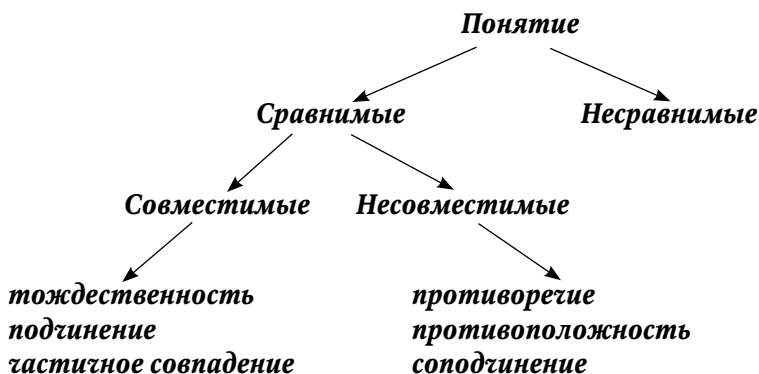 Понятие
Сравнимые Несравнимые
Совместимые Несовместимые
тождественность противоречие
подчинение противоположность
частичное совпадение соподчинение